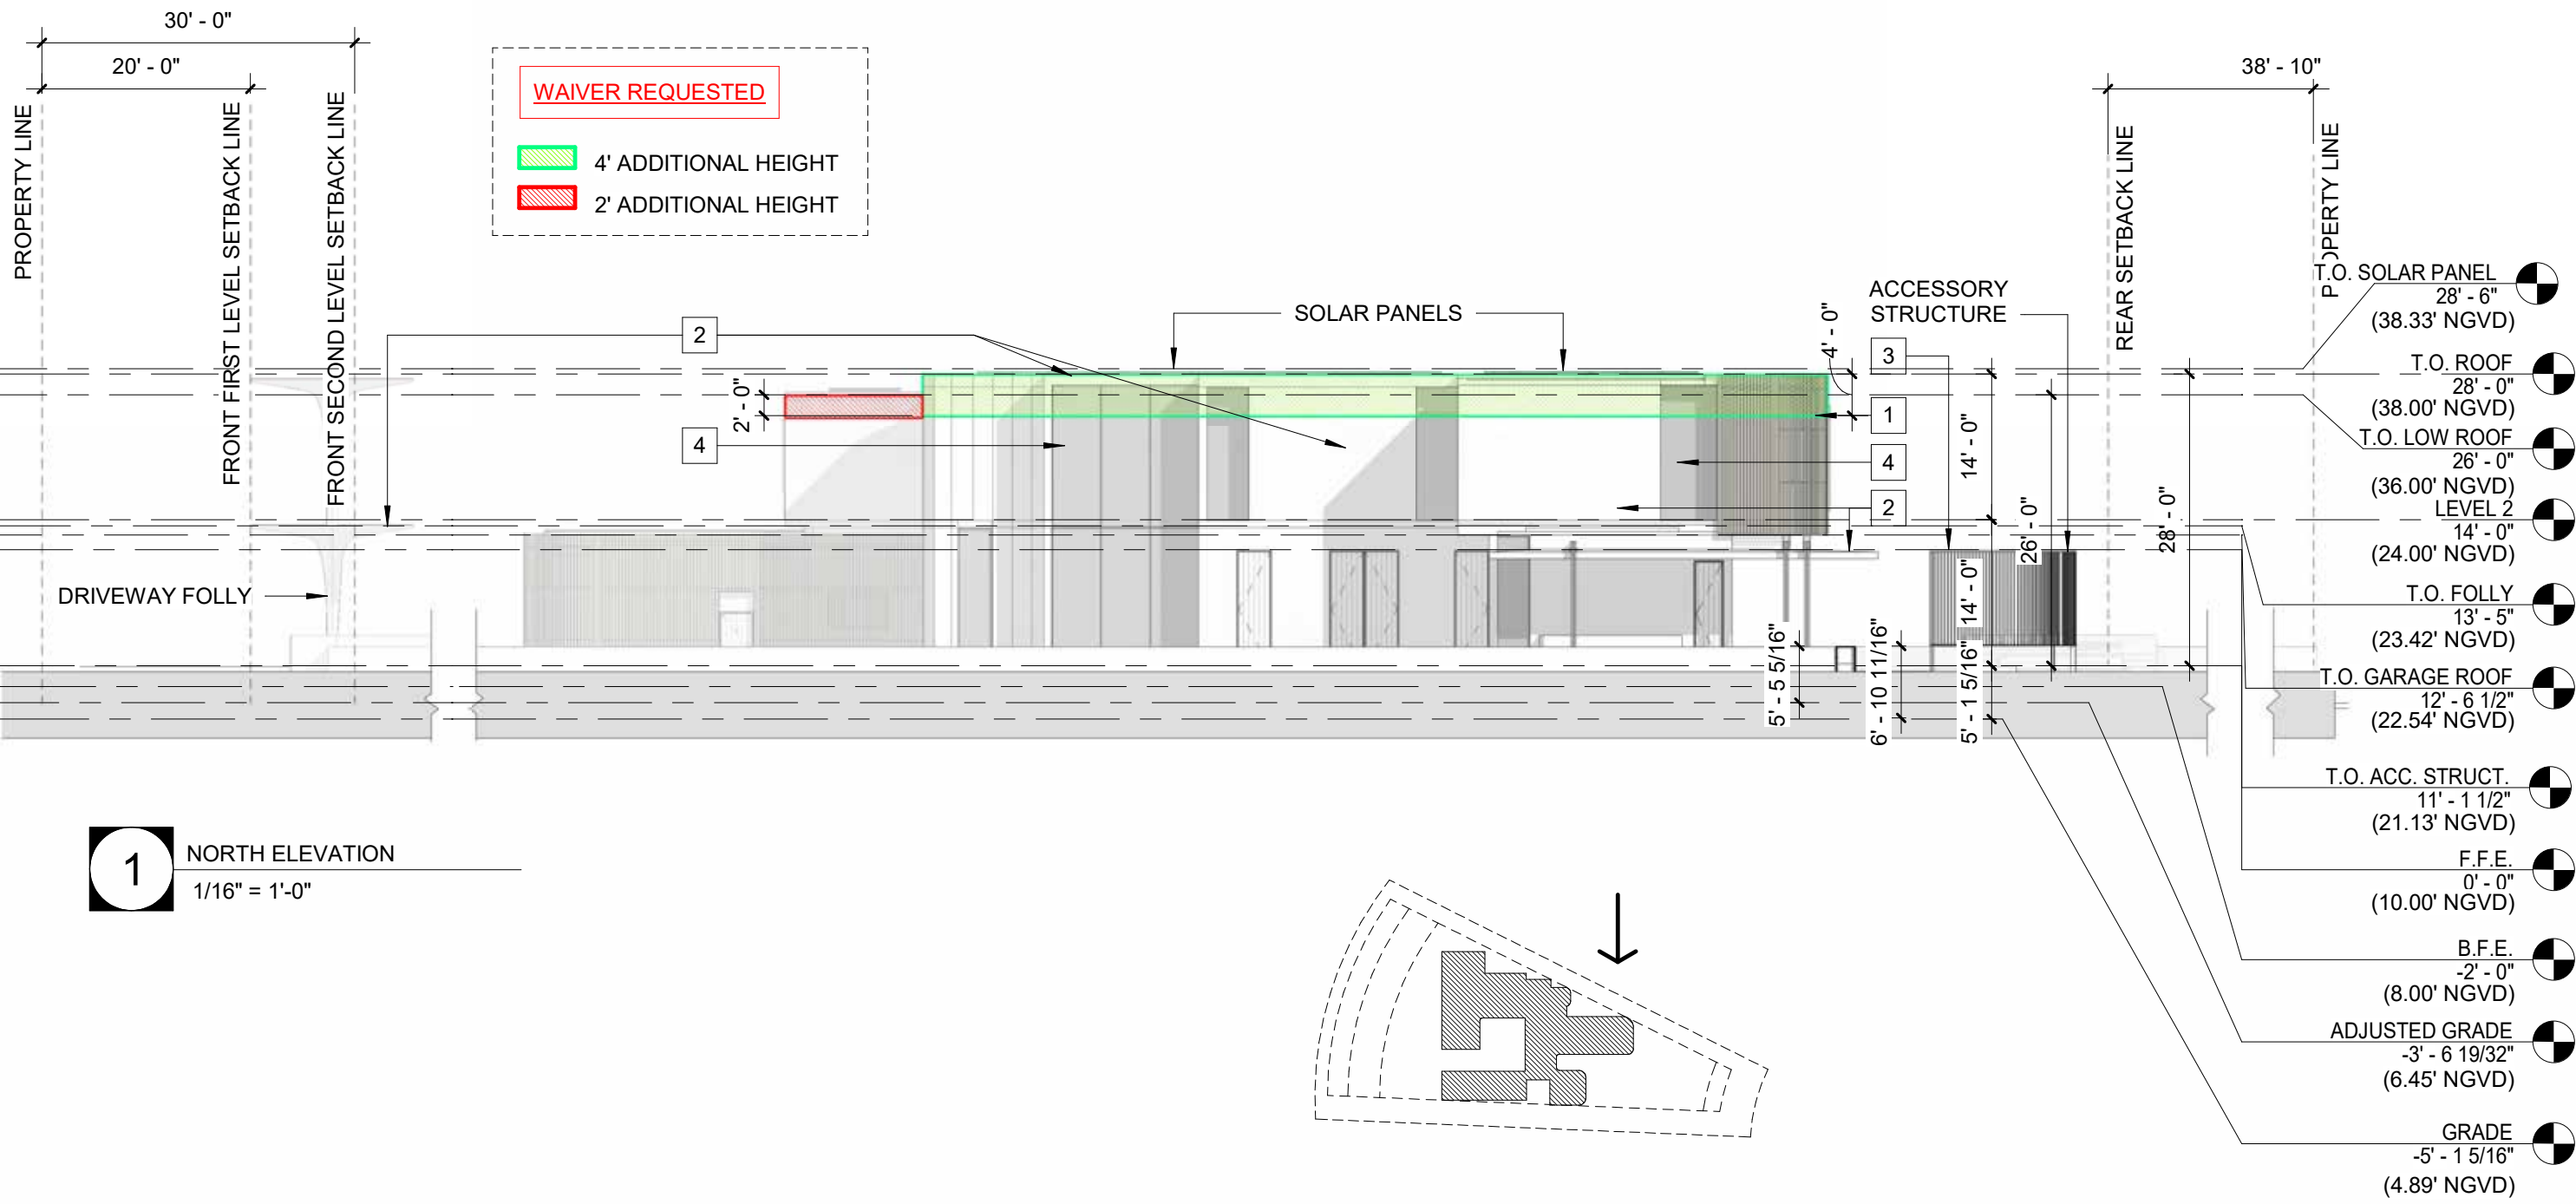 30' - 0"
20' - 0"
PROPERTY LINE
FRONT FIRST LEVEL SETBACK LINE
FRONT SECOND LEVEL SETBACK LINE
WAIVER REQUESTED
4' ADDITIONAL HEIGHT
2' ADDITIONAL HEIGHT
38' - 10"
REAR SETBACK LINE
PROPERTY LINE
2
4
2' - 0"
SOLAR PANELS
DRIVEWAY FOLLY
ACCESSORY
STRUCTURE
4' - 0"
3
1
4
2
14' - 0"
26' - 0"
28' - 0"
14' - 0"
5' - 5 5/16"
6' - 10 11/16"
5' - 1 5/16"
T.O. SOLAR PANEL
28' - 6"
(38.33' NGVD)
T.O. ROOF
28' - 0"
(38.00' NGVD)
T.O. LOW ROOF
26' - 0"
(36.00' NGVD)
LEVEL 2
14' - 0"
(24.00' NGVD)
T.O. FOLLY
13' - 5"
(23.42' NGVD)
T.O. GARAGE ROOF
12' - 6 1/2"
(22.54' NGVD)
T.O. ACC. STRUCT.
11' - 1 1/2"
(21.13' NGVD)
F.F.E.
0' - 0"
(10.00' NGVD)
B.F.E.
-2' - 0"
(8.00' NGVD)
ADJUSTED GRADE
-3' - 6 19/32"
(6.45' NGVD)
GRADE
-5' - 1 5/16"
(4.89' NGVD)
1
NORTH ELEVATION
1/16" = 1'-0"